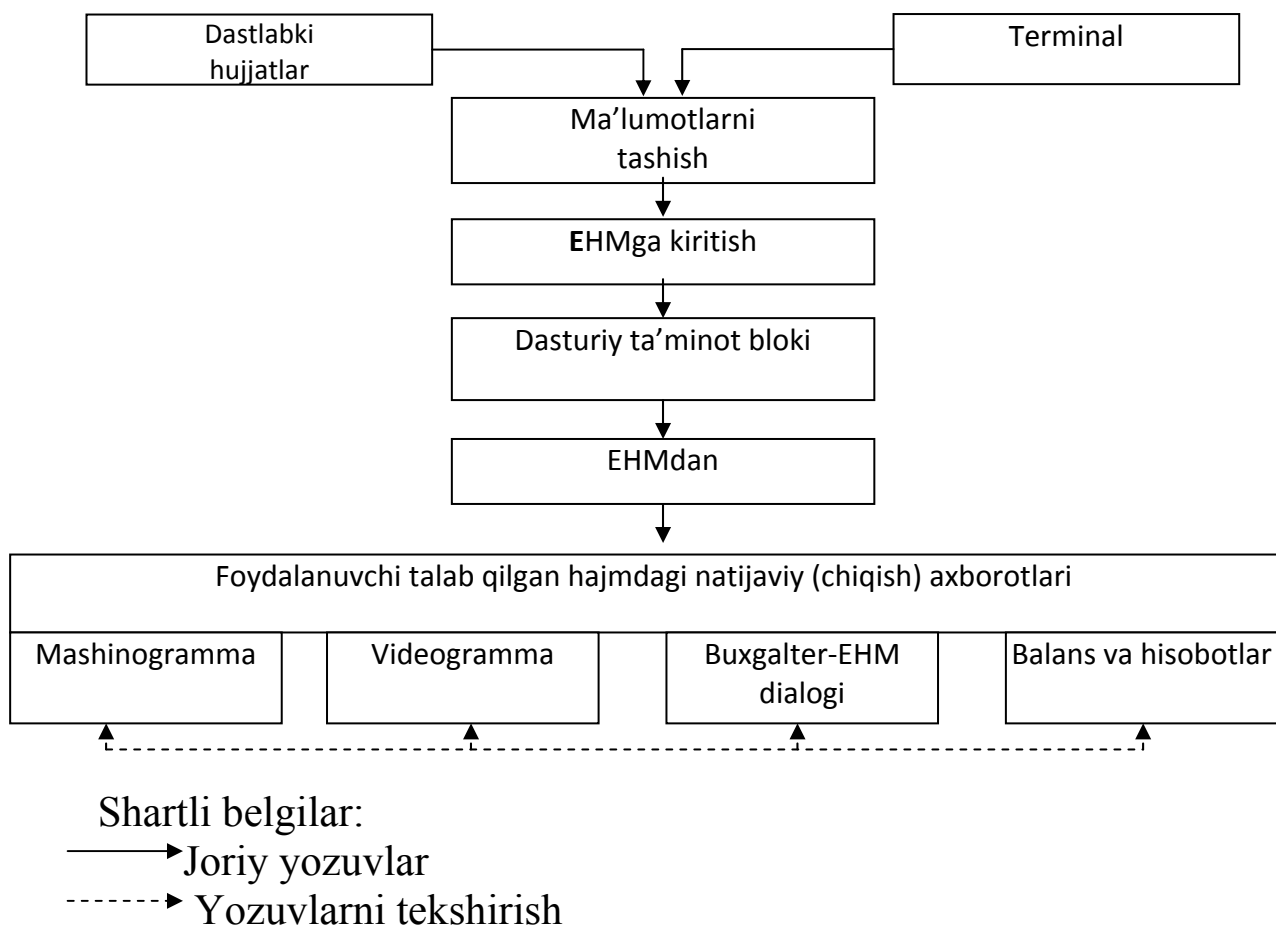 Dastlabki
hujjatlar
Terminal
Ma’lumotlarni
tashish
EHMga kiritish
Dasturiy ta’minot bloki
EHMdan
Foydalanuvchi talab qilgan hajmdagi natijaviy (chiqish) axborotlari
Mashinogramma
Videogramma
Buxgalter-EHM
dialogi
Balans va hisobotlar
Shartli belgilar:
Joriy yozuvlar
Yozuvlarni tekshirish